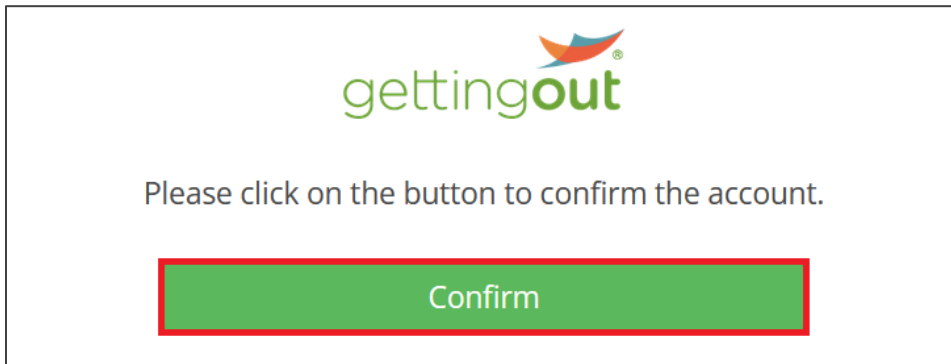 gettingout®
Please click on the button to confirm the account.
Confirm